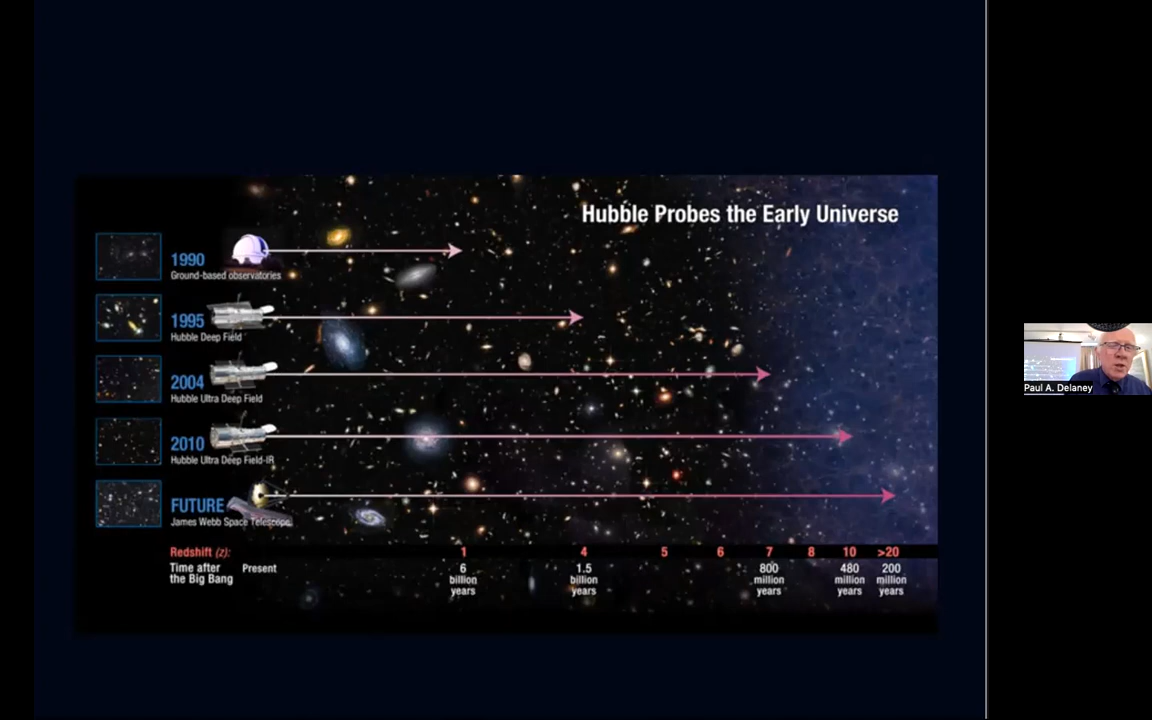 Hubble Probes the Early Universe
1990
Ground-based observatories
1995
Hubble Deep Field
2004
Hubble Ultra Deep Field
2010
Hubble Ultra Deep Field-IR
FUTURE
James Webb Space Telescope
Redshift (z): 1 4 5 6 7 8 10 >20
Time after Present 6 1.5 800 480 200
the Big Bang billion billion million million million
years years years years years
Paul A. Delaney